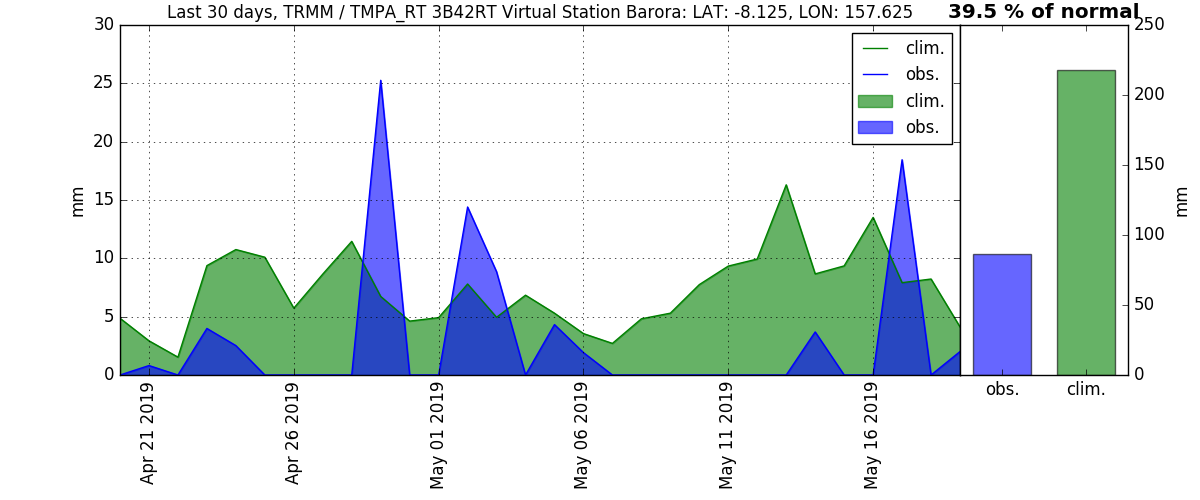 Last 30 days, TRMM / TMPA_RT 3B42RT Virtual Station Barora: LAT: -8.125, LON: 157.625
39.5 % of normal
30
25
20
15
10
5
0
mm
clim.
obs.
clim.
obs.
Apr 21 2019
Apr 26 2019
May 01 2019
May 06 2019
May 11 2019
May 16 2019
250
200
150
100
50
0
mm
obs.
clim.